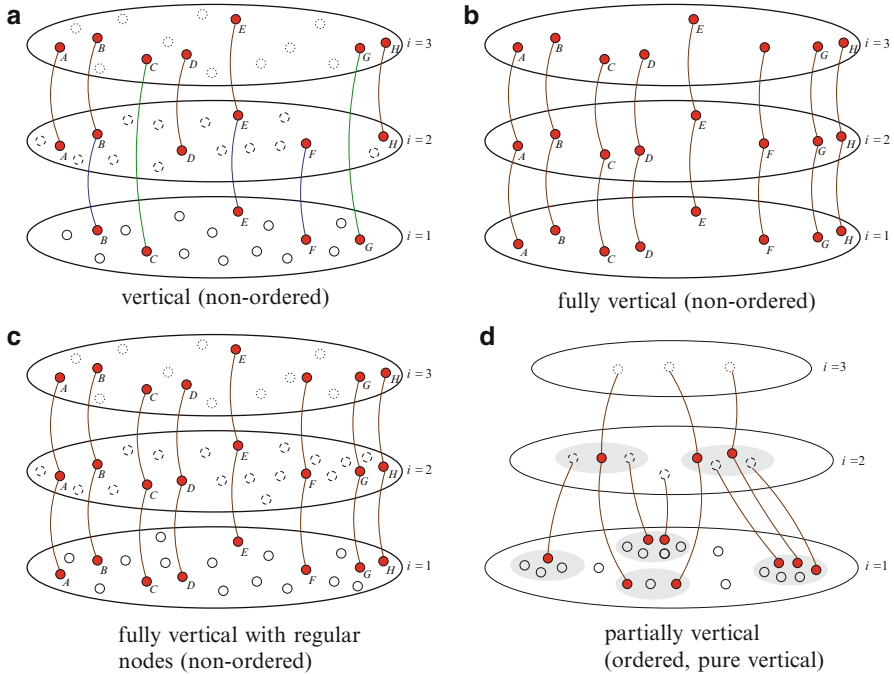 a
A B C D E G H i = 3
A B D E F H i = 2
B C E F G i = 1
vertical (non-ordered)
b
A B C D E F G H i = 3
A B C D E F G H i = 2
A B C D E F G H i = 1
fully vertical (non-ordered)
c
A B C D E G H i = 3
A B C D E F G H i = 2
A B C D E F G H i = 1
fully vertical with regular
nodes (non-ordered)
d
i = 3
i = 2
i = 1
partially vertical
(ordered, pure vertical)